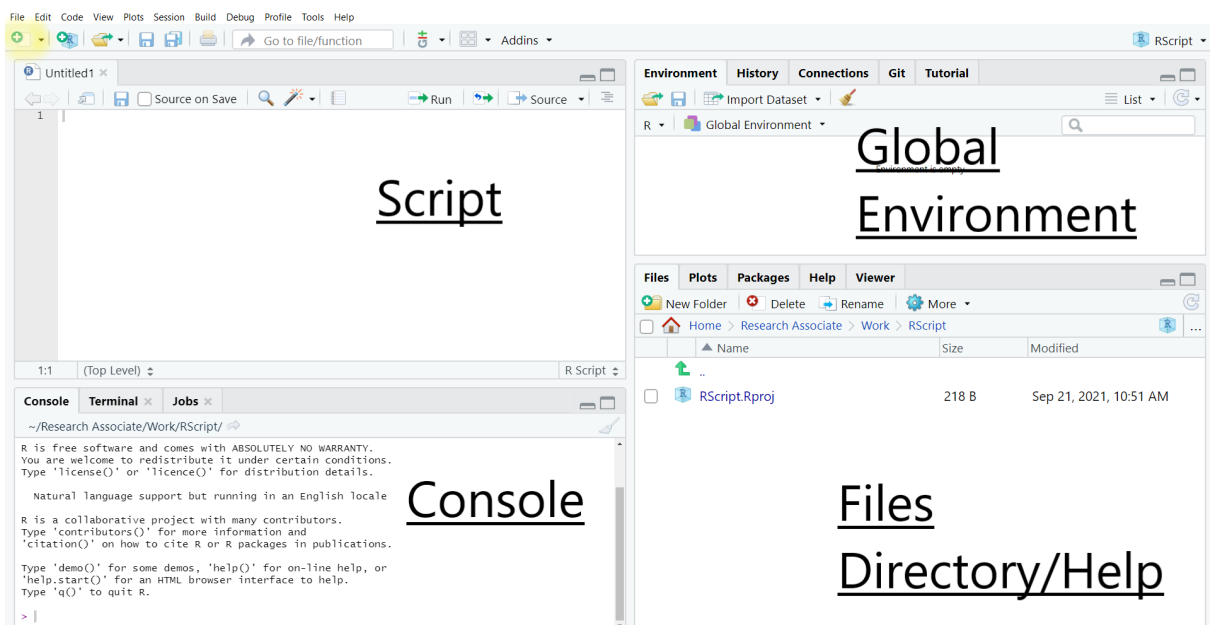 File Edit Code View Plots Session Build Debug Profile Tools Help
Go to file/function Addins RScript
Untitled1
Source on Save Run Source
1
Script
1:1 (Top Level) R Script
Console Terminal Jobs
~/Research Associate/Work/RScript/
R is free software and comes with ABSOLUTELY NO WARRANTY.
You are welcome to redistribute it under certain conditions.
Type 'license()' or 'licence()' for distribution details.
Natural language support but running in an English locale
R is a collaborative project with many contributors.
Type 'contributors()' for more information and
'citation()' on how to cite R or R packages in publications.
Type 'demo()' for some demos, 'help()' for on-line help, or
'help.start()' for an HTML browser interface to help.
Type 'q()' to quit R.
>
Console
Environment History Connections Git Tutorial
Import Dataset List
R Global Environment
Global
Environment is empty
Environment
Files Plots Packages Help Viewer
New Folder Delete Rename More
Home > Research Associate > Work > RScript ...
Name Size Modified
..
RScript.Rproj 218 B Sep 21, 2021, 10:51 AM
Files
Directory/Help